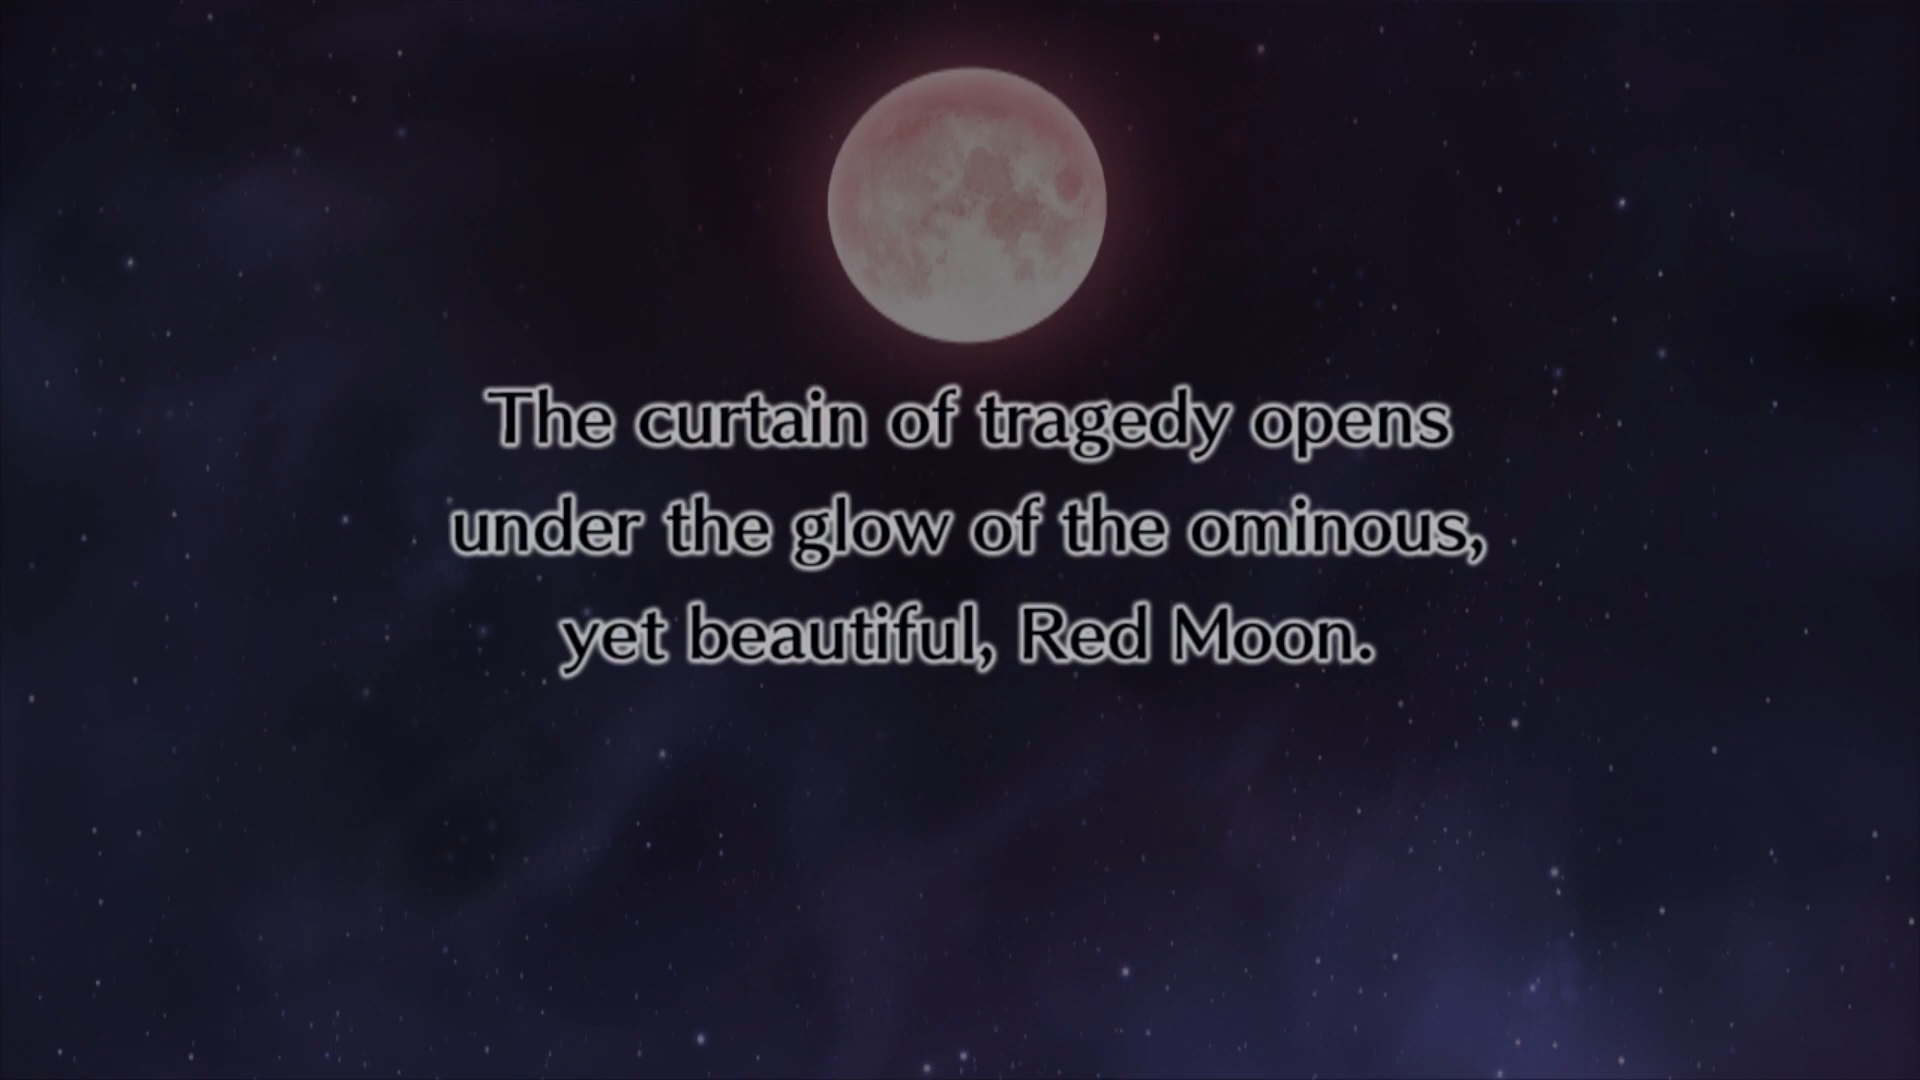 The curtain of tragedy opens
under the glow of the ominous,
yet beautiful, Red Moon.